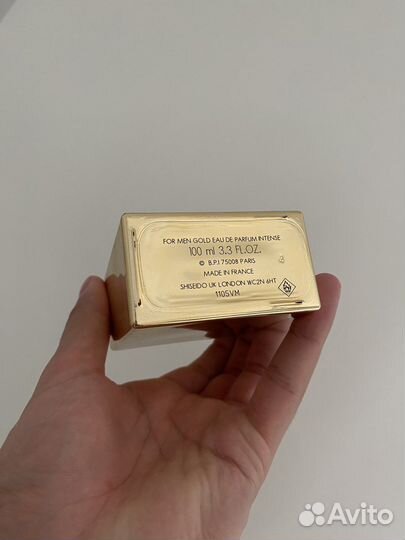 FOR MEN GOLD EAU DE PARFUM INTENSE
100 ml 3.3 FL.OZ.
© B.P.I 75008 PARIS
MADE IN FRANCE
SHISEIDO UK LONDON WC2N 6HT
1105VM
Avito